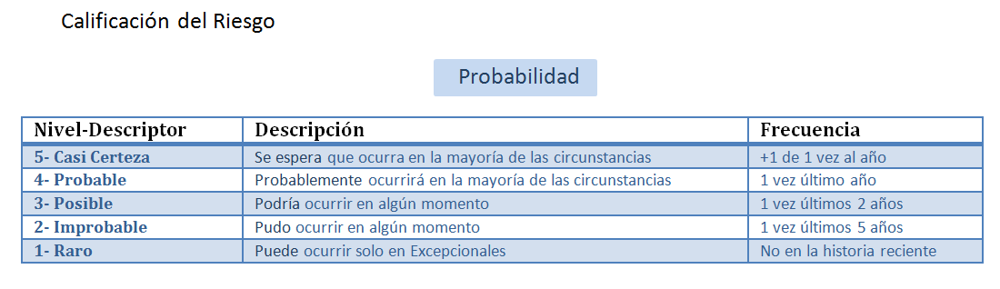 Calificación del Riesgo
Probabilidad
Nivel-Descriptor Descripción Frecuencia
5- Casi Certeza Se espera que ocurra en la mayoría de las circunstancias +1 de 1 vez al año
4- Probable Probablemente ocurrirá en la mayoría de las circunstancias 1 vez último año
3- Posible Podría ocurrir en algún momento 1 vez últimos 2 años
2- Improbable Pudo ocurrir en algún momento 1 vez últimos 5 años
1- Raro Puede ocurrir solo en Excepcionales No en la historia reciente